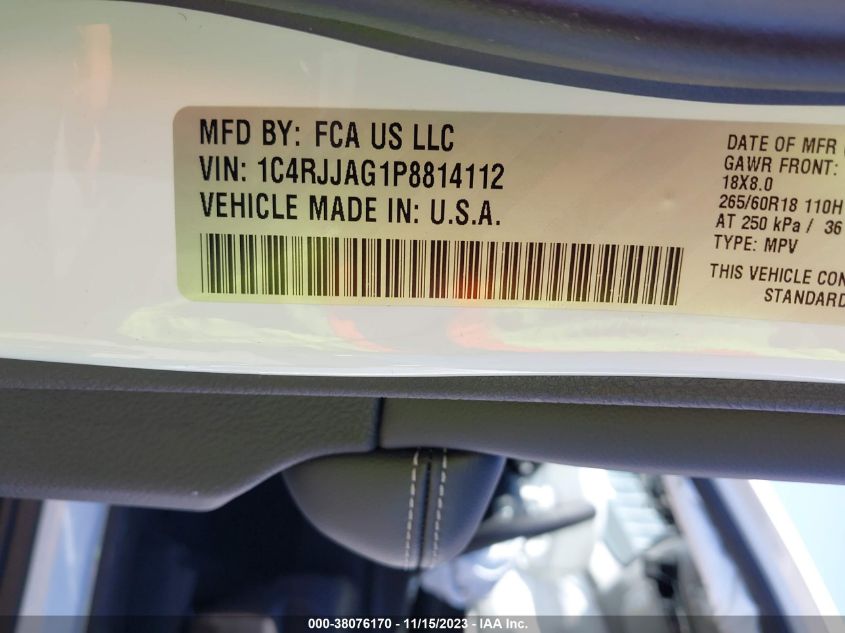 MFD BY: FCA US LLC
VIN: 1C4RJJAG1P8814112
VEHICLE MADE IN: U.S.A.
DATE OF MFR
GAWR FRONT:
18X8.0
265/60R18 110H
AT 250 kPa / 36
TYPE: MPV
THIS VEHICLE CON
STANDARD
000-38076170 - 11/15/2023 - IAA Inc.